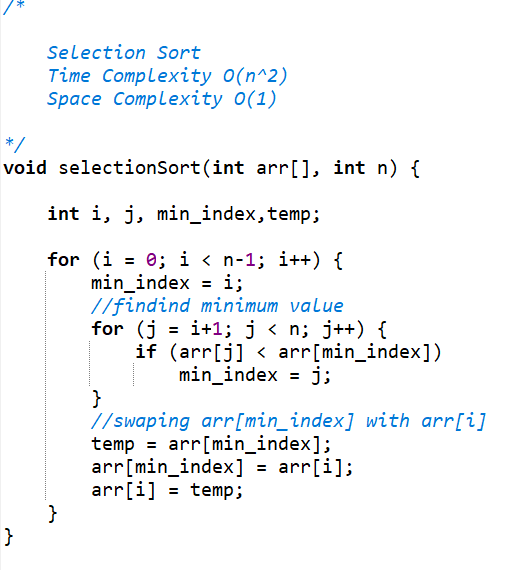 /*
Selection Sort
Time Complexity O(n^2)
Space Complexity O(1)
*/
void selectionSort(int arr[], int n) {
int i, j, min_index,temp;
for (i = 0; i < n-1; i++) {
min_index = i;
//findind minimum value
for (j = i+1; j < n; j++) {
if (arr[j] < arr[min_index])
min_index = j;
}
//swaping arr[min_index] with arr[i]
temp = arr[min_index];
arr[min_index] = arr[i];
arr[i] = temp;
}
}